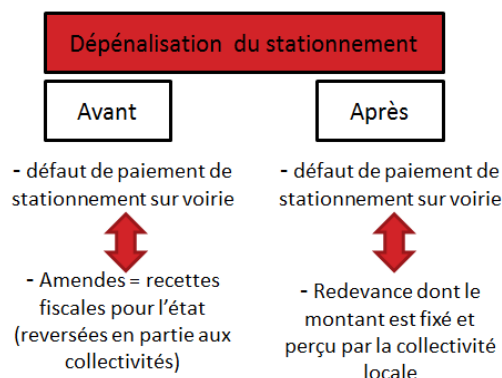 Dépénalisation du stationnement
Avant
- défaut de paiement de
stationnement sur voirie
- Amendes = recettes
fiscales pour l'état
(reversées en partie aux
collectivités)
Après
- défaut de paiement de
stationnement sur voirie
- Redevance dont le
montant est fixé et
perçu par la collectivité
locale